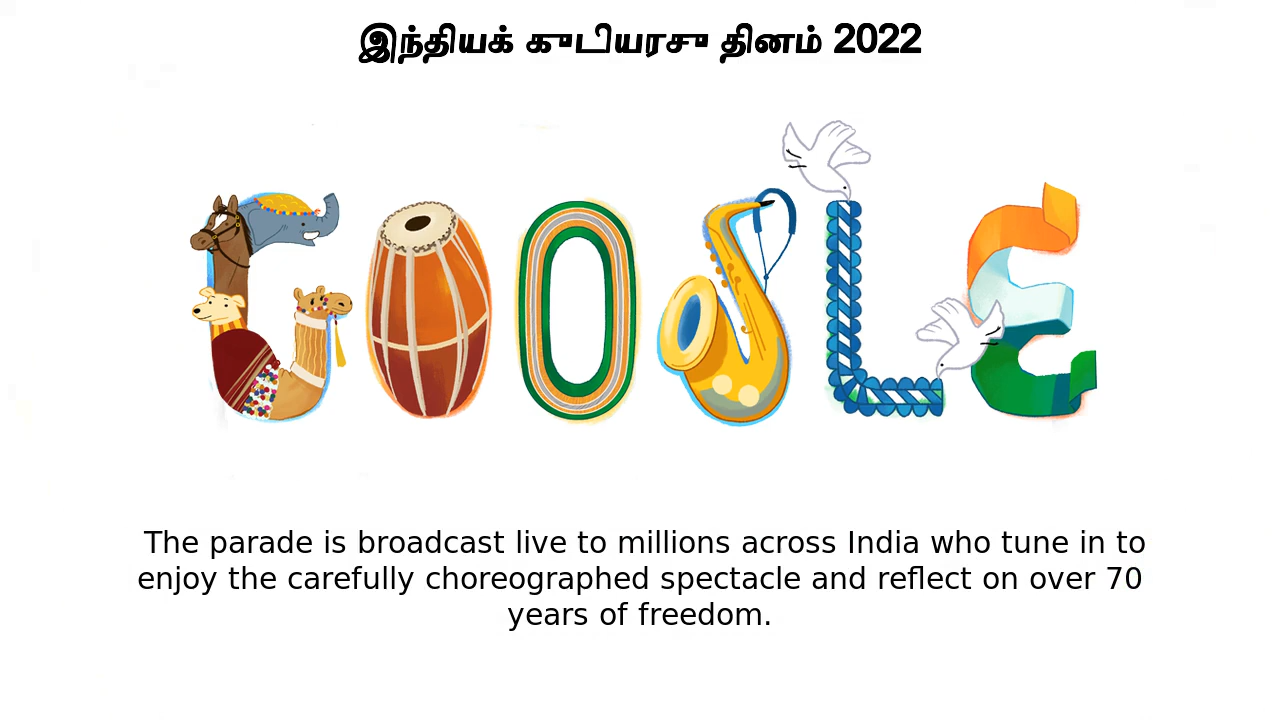 இந்தியக் குடியரசு தினம் 2022
GOOGLE
The parade is broadcast live to millions across India who tune in to
enjoy the carefully choreographed spectacle and reflect on over 70
years of freedom.